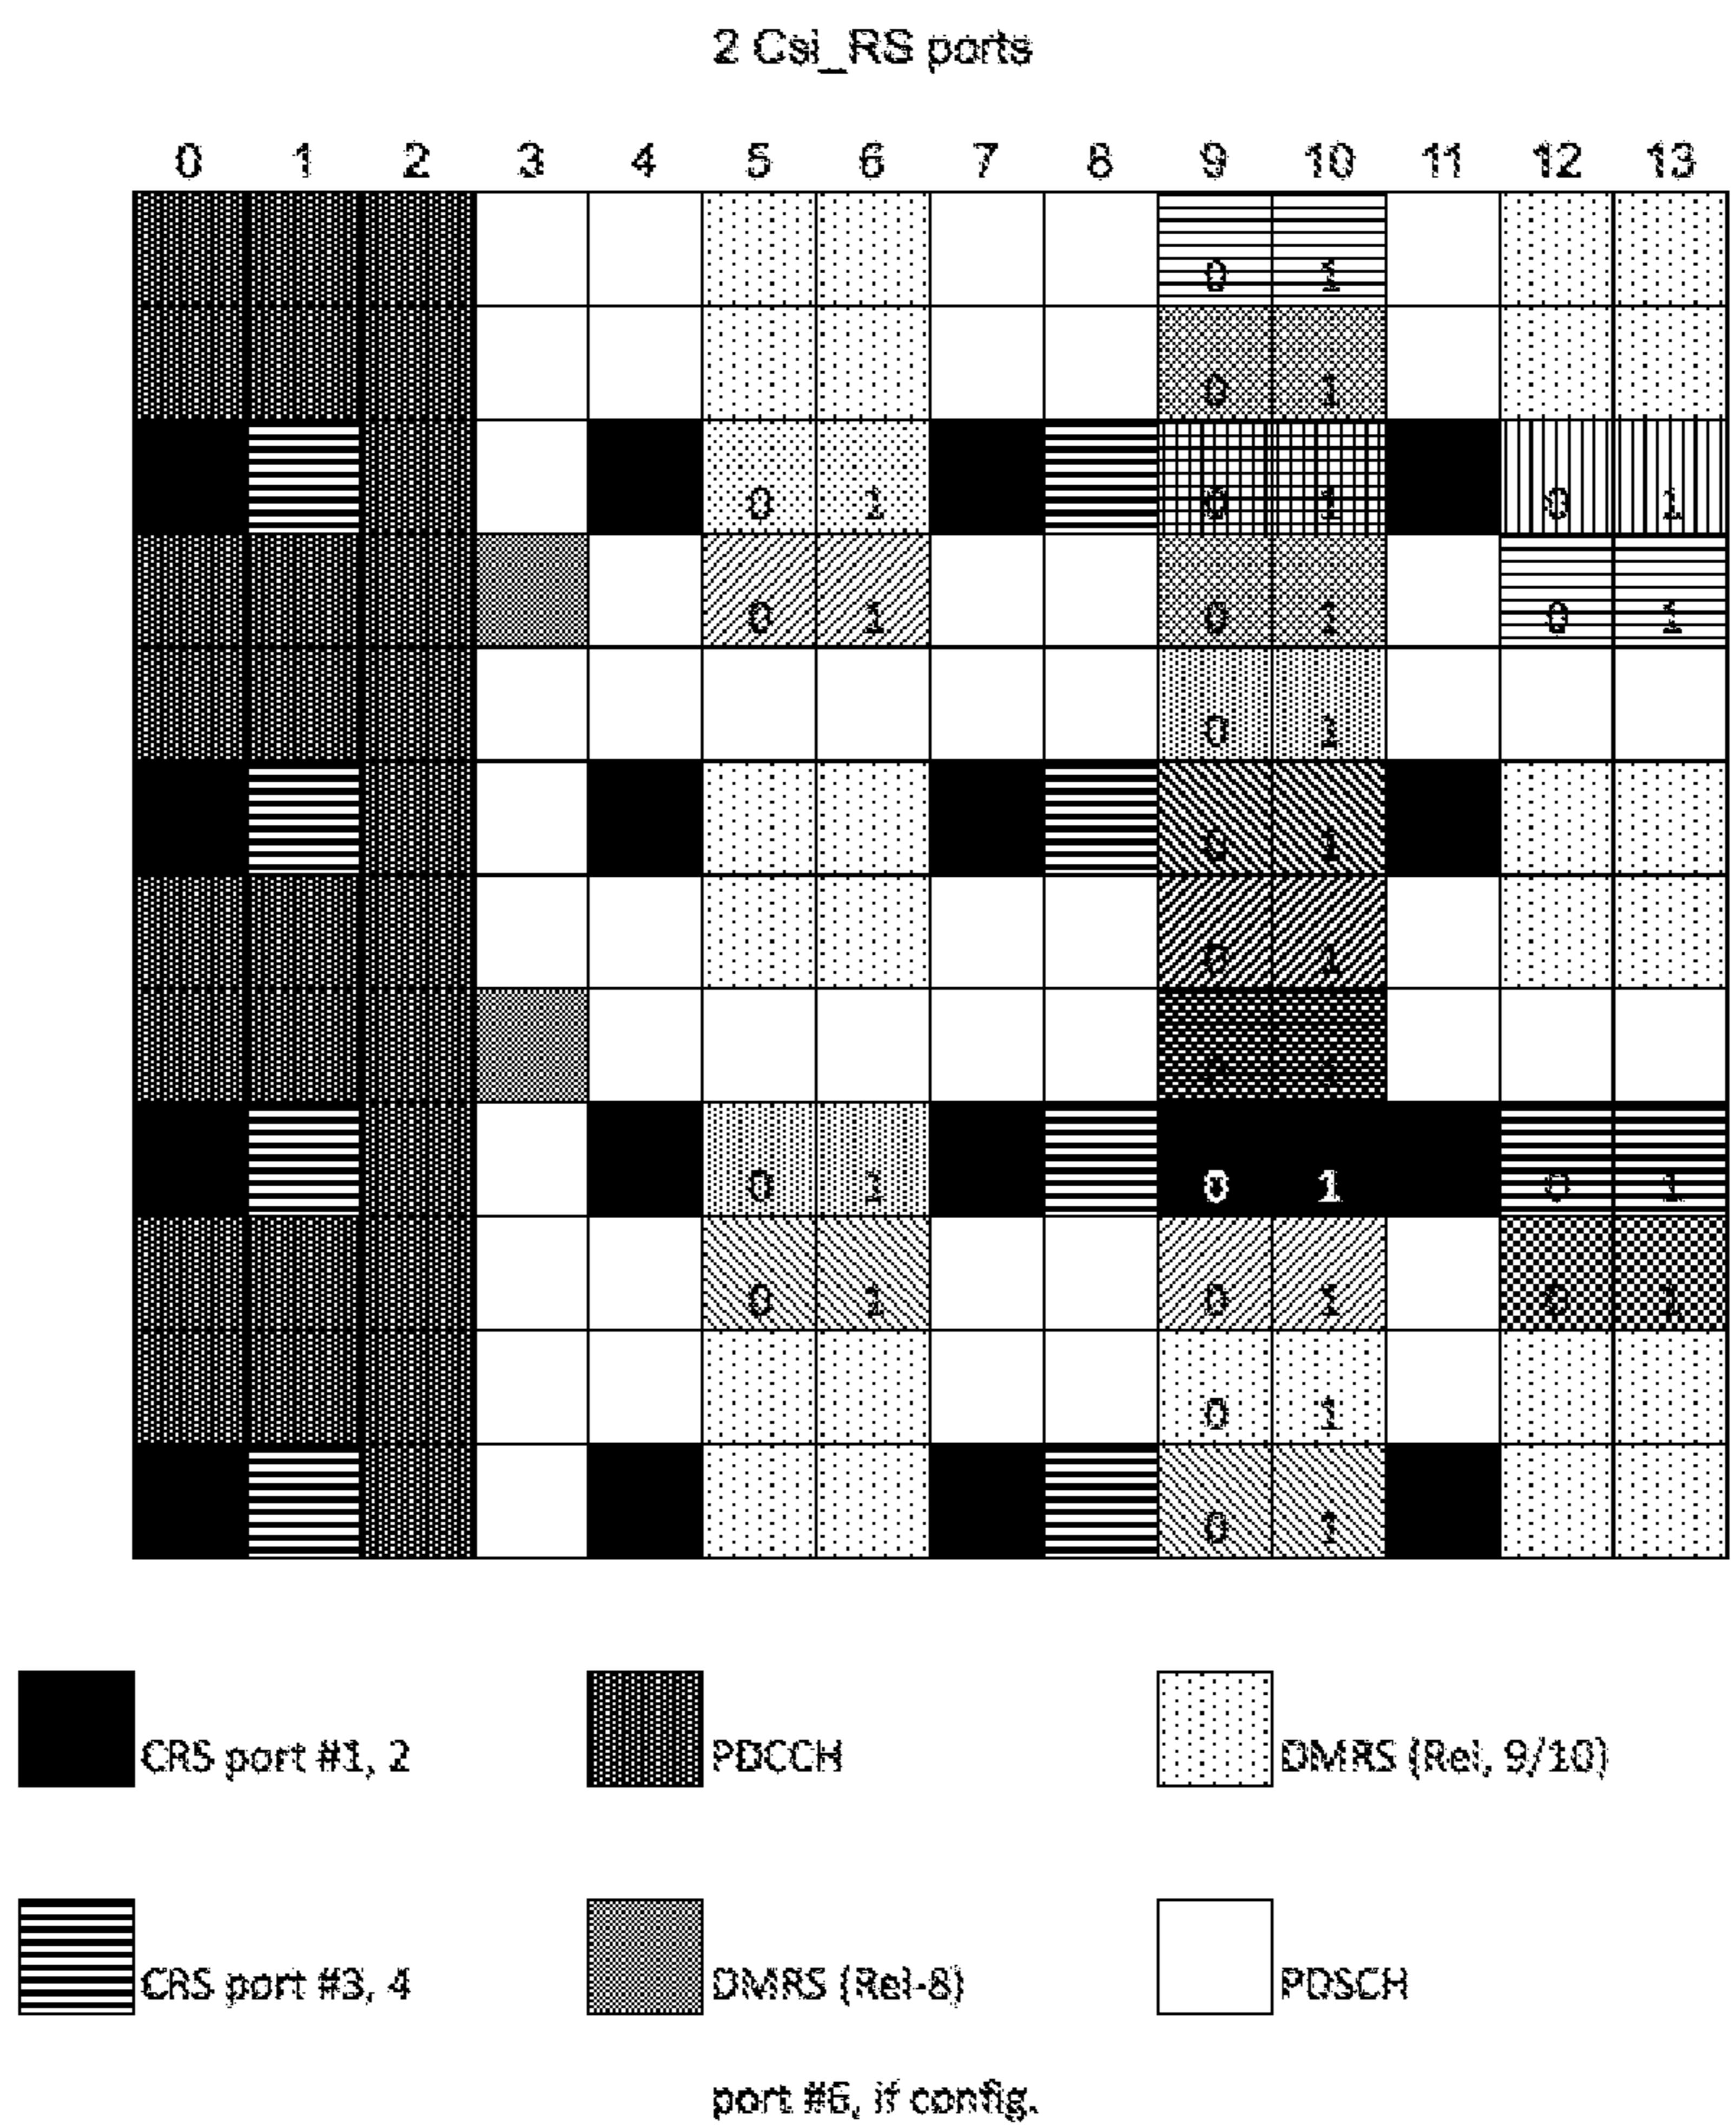 2 Csi_RS ports
0 1 2 3 4 5 6 7 8 9 10 11 12 13
0 1
0 1
0 1 0 1 0 1
0 1 0 1 0 1
0 1
0 1
0 1
0 1
0 1 0 1 0 1
0 1 0 1 0 1
0 1
0 1
CRS port #1, 2 PDCCH DMRS (Rel, 9/10)
CRS port #3, 4 DMRS (Rel-8) PDSCH
port #5, if config.